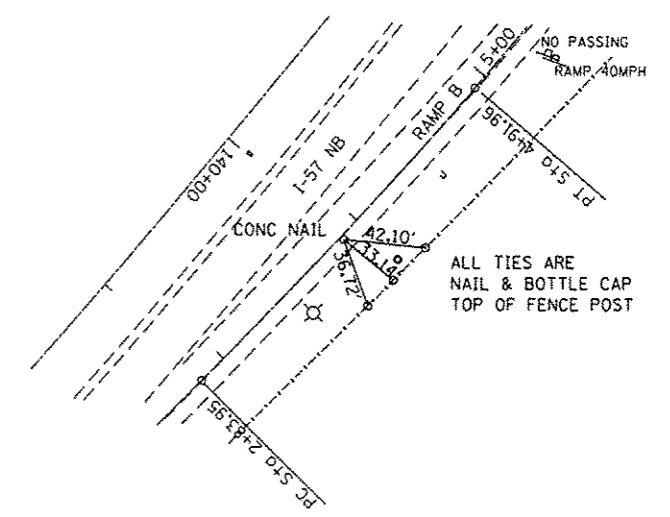 NO PASSING
RAMP 40MPH
5+00
RAMP B
PT Sta 4+91.96
140+00
I-57 NB
CONC NAIL
42.10'
33.14'
36.72'
ALL TIES ARE
NAIL & BOTTLE CAP
TOP OF FENCE POST
PC Sta 2+83.95